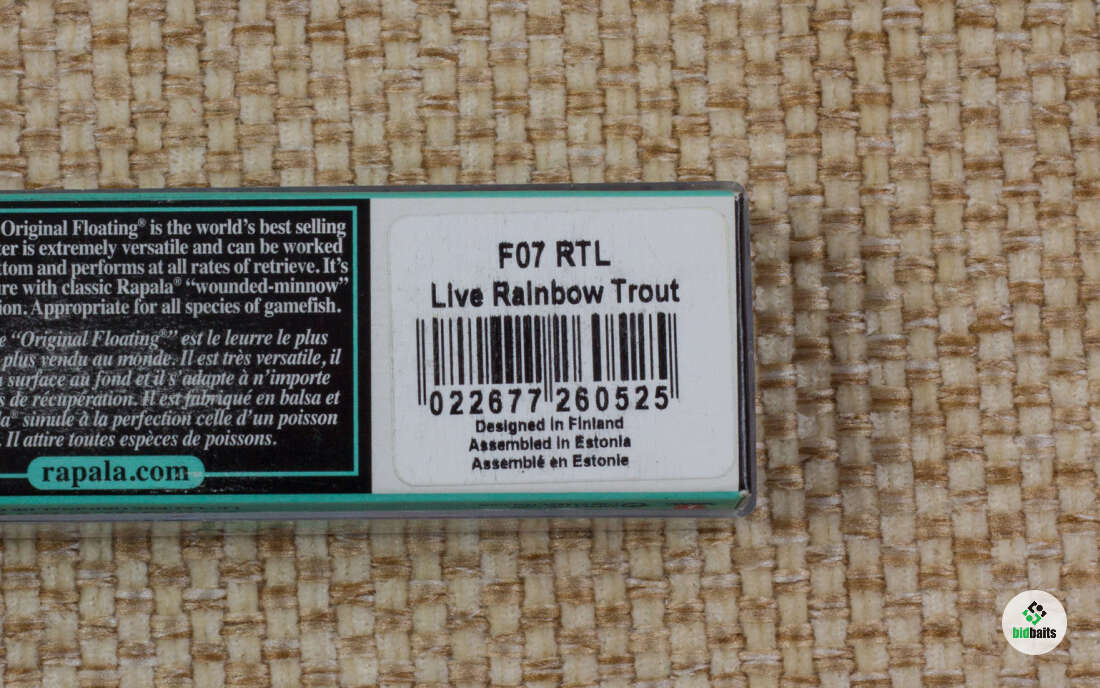 Original Floating® is the world's best selling
ter is extremely versatile and can be worked
ttom and performs at all rates of retrieve. It's
ure with classic Rapala® “wounded-minnow”
ion. Appropriate for all species of gamefish.
e “Original Floating®” est le leurre le plus
plus vendu au monde. Il est très versatile, il
surface au fond et il s'adapte à n'importe
s de récupération. Il est fabriqué en balsa et
la® simule à la perfection celle d'un poisson
. Il attire toutes espèces de poissons.
rapala.com
F07 RTL
Live Rainbow Trout
022677 260525
Designed in Finland
Assembled in Estonia
Assemblé en Estonie
bidbaits